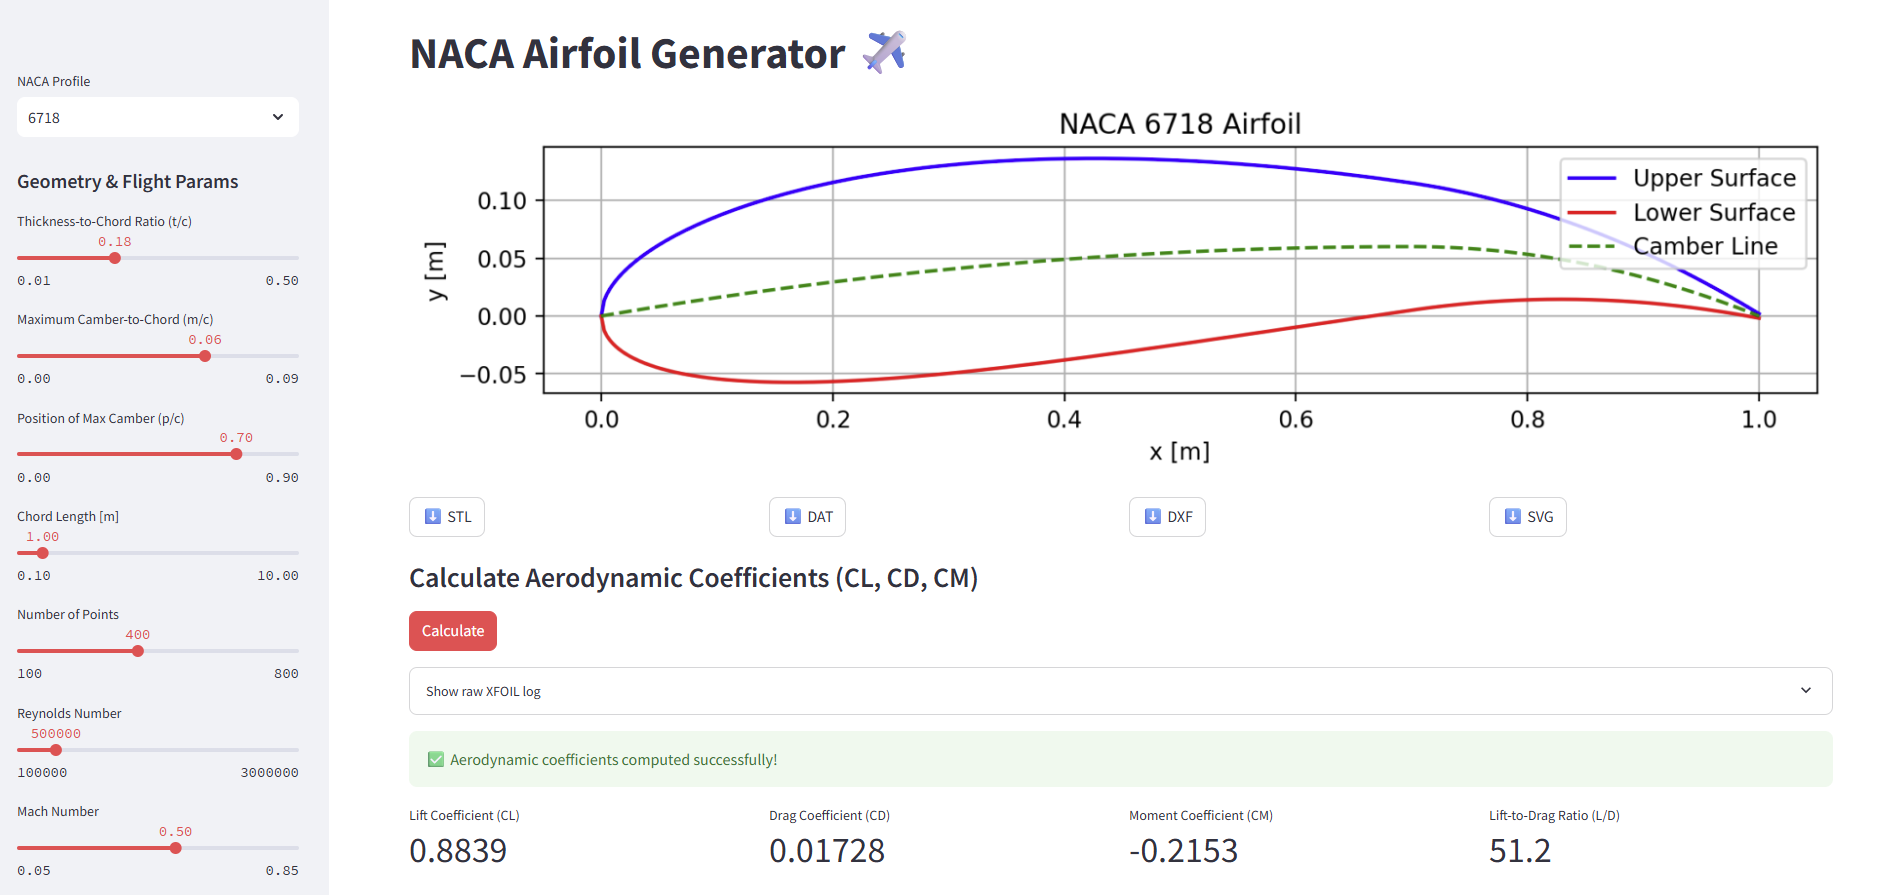 NACA Profile
6718
Geometry & Flight Params
Thickness-to-Chord Ratio (t/c)
0.18
0.01 0.50
Maximum Camber-to-Chord (m/c)
0.06
0.00 0.09
Position of Max Camber (p/c)
0.70
0.00 0.90
Chord Length [m]
1.00
0.10 10.00
Number of Points
400
100 800
Reynolds Number
500000
100000 3000000
Mach Number
0.50
0.05 0.85
NACA Airfoil Generator
NACA 6718 Airfoil
Upper Surface
Lower Surface
Camber Line
y [m]
0.10
0.05
0.00
−0.05
0.0 0.2 0.4 0.6 0.8 1.0
x [m]
STL DAT DXF SVG
Calculate Aerodynamic Coefficients (CL, CD, CM)
Calculate
Show raw XFOIL log
Aerodynamic coefficients computed successfully!
Lift Coefficient (CL) Drag Coefficient (CD) Moment Coefficient (CM) Lift-to-Drag Ratio (L/D)
0.8839 0.01728 -0.2153 51.2